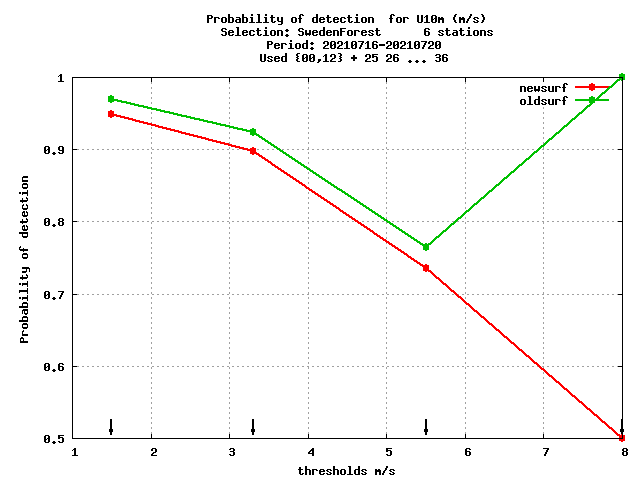 Probability of detection  for U10m (m/s)
Selection: SwedenForest      6 stations
Period: 20210716-20210720
Used {00,12} + 25 26 ... 36
newsurf
oldsurf
Probability of detection
1
0.9
0.8
0.7
0.6
0.5
1 2 3 4 5 6 7 8
thresholds m/s